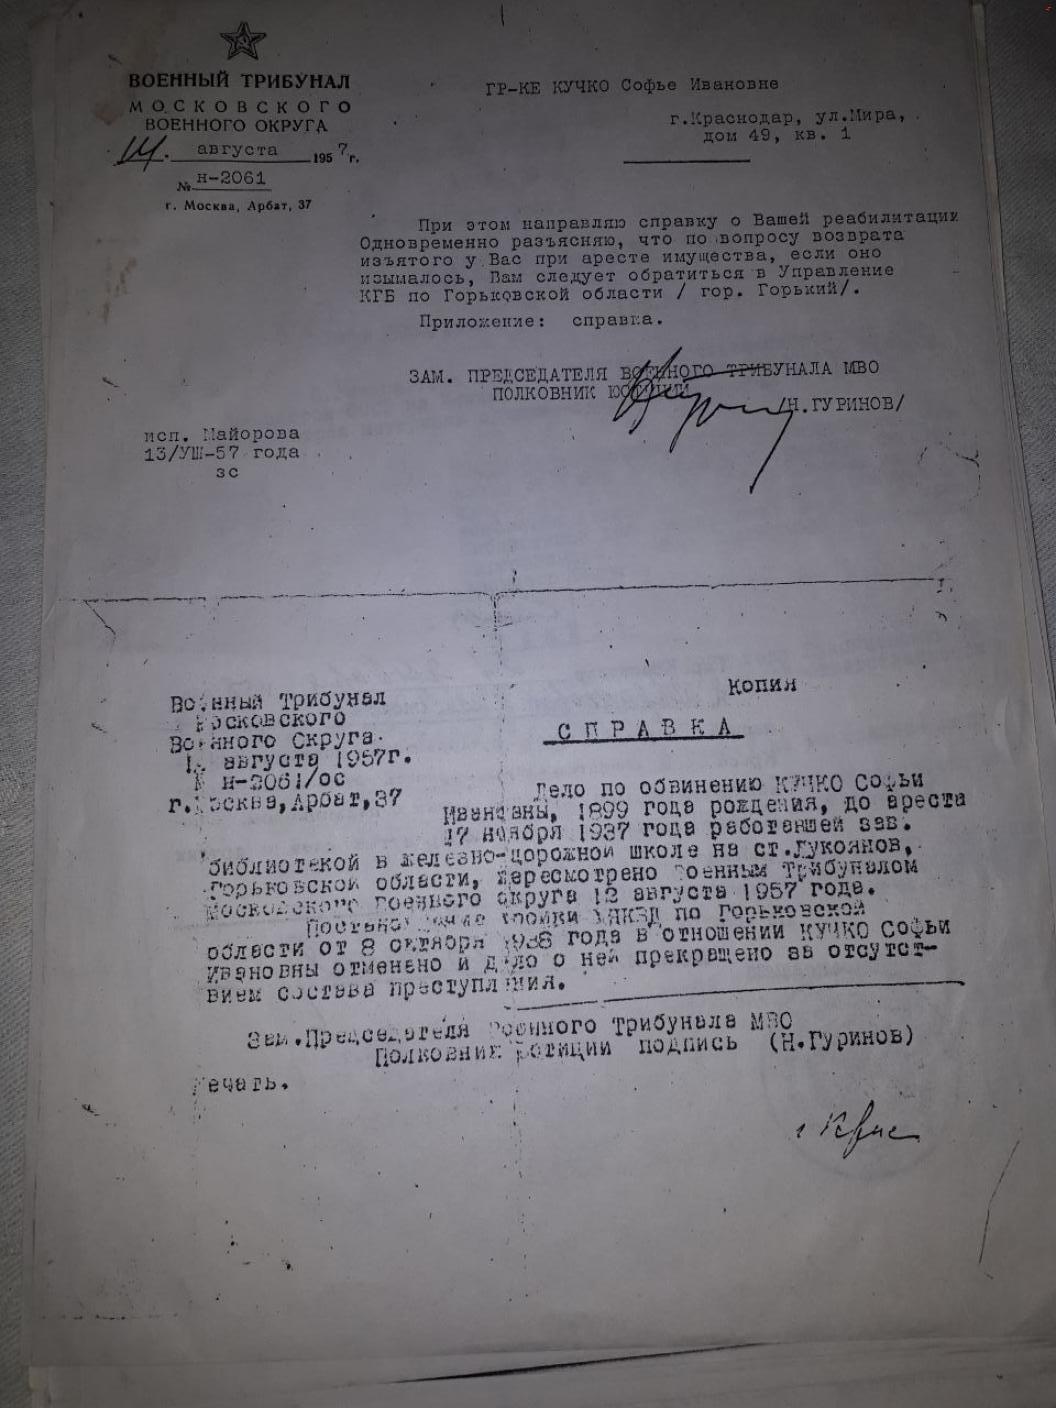 ВОЕННЫЙ ТРИБУНАЛ
МОСКОВСКОГО
ВОЕННОГО ОКРУГА
14. августа 1957 г.
№ н-2061
г. Москва, Арбат, 37
ГР-КЕ КУЧКО Софье Ивановне
г.Краснодар, ул.Мира,
дом 49, кв. 1
При этом направляю справку о Вашей реабилитации
Одновременно разъясняю, что по вопросу возврата
изъятого у Вас при аресте имущества, если оно
изымалось, Вам следует обратиться в Управление
КГБ по Горьковской области / гор. Горький/.
Приложение: справка.
ЗАМ. ПРЕДСЕДАТЕЛЯ ВОЕННОГО ТРИБУНАЛА МВО
ПОЛКОВНИК ЮСТИЦИИ
/Н.ГУРИНОВ/
исп. Майорова
13/УШ-57 года
зс
Военный Трибунал
Московского
Военного Округа.
августа 1957г.
№ н-2061/ос
г.Москва,Арбат,37
Копия
СПРАВКА
Дело по обвинению КУЧКО Софьи
Ивановны, 1899 года рождения, до ареста
17 ноября 1937 года работавшей зав.
библиотекой в железно-дорожной школе на ст.Лукоянов,
Горьковской области, пересмотрено Военным Трибуналом
Московского военного округа 12 августа 1957 года.
Постановление тройки УНКВД по Горьковской
области от 8 октября 1938 года в отношении КУЧКО Софьи
Ивановны отменено и дело о ней прекращено за отсутст-
вием состава преступления.
Зам.Председателя Военного Трибунала МВО
Полковник юстиции подпись (Н.Гуринов)
Печать.